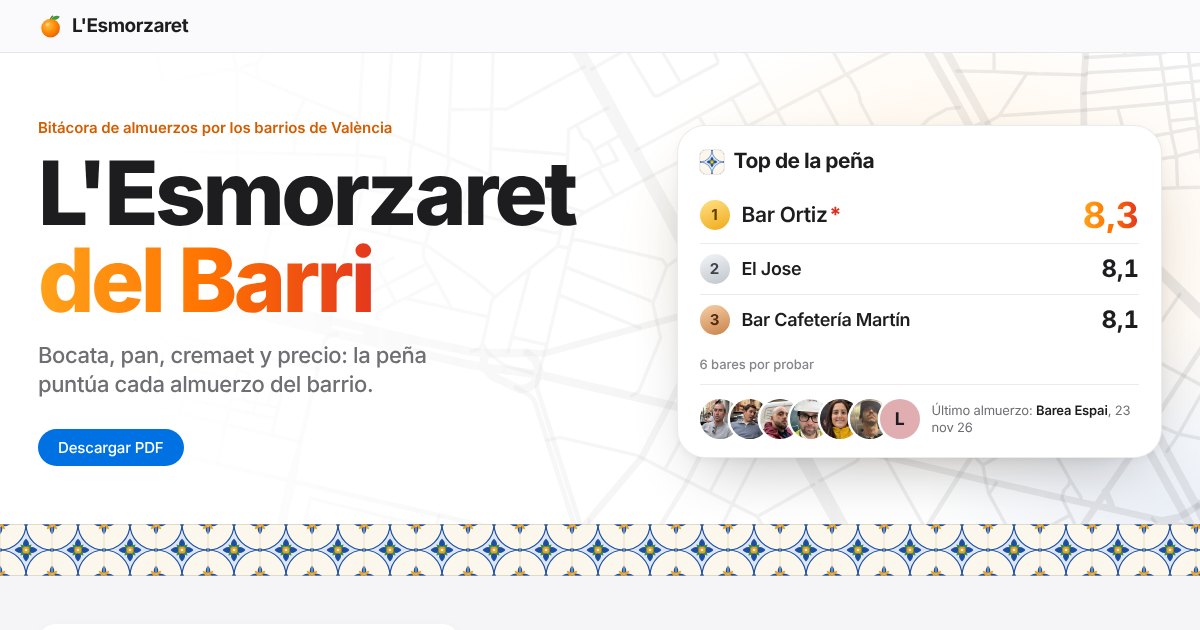 L'Esmorzaret
Bitácora de almuerzos por los barrios de València
L'Esmorzaret
del Barri
Bocata, pan, cremaet y precio: la peña
puntúa cada almuerzo del barrio.
Descargar PDF
Top de la peña
1 Bar Ortiz* 8,3
2 El Jose 8,1
3 Bar Cafetería Martín 8,1
6 bares por probar
L
Último almuerzo: Barea Espai, 23
nov 26